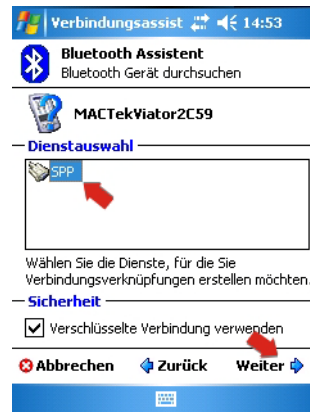 Verbindungsassist 14:53
Bluetooth Assistent
Bluetooth Gerät durchsuchen
MACTekViator2C59
Dienstauswahl
SPP
Wählen Sie die Dienste, für die Sie
Verbindungsverknüpfungen erstellen möchten.
Sicherheit
Verschlüsselte Verbindung verwenden
Abbrechen Zurück Weiter